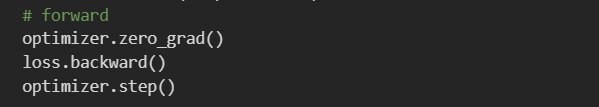 # forward
optimizer.zero_grad()
loss.backward()
optimizer.step()